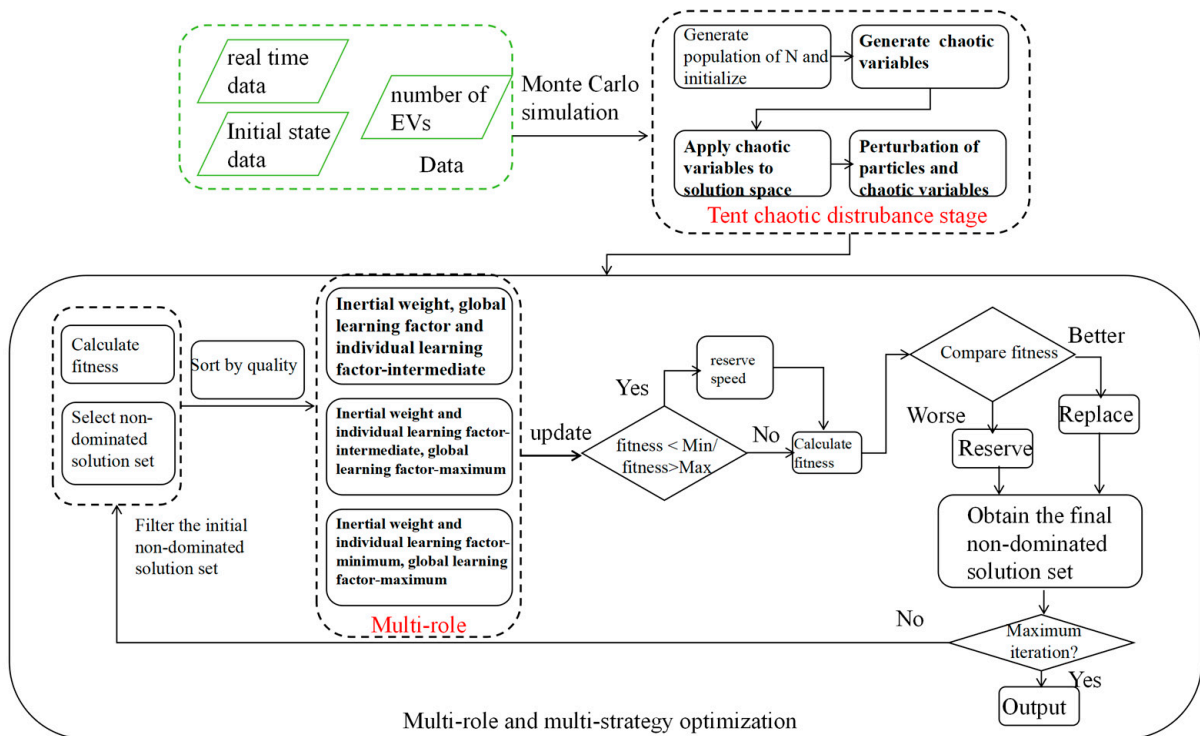 real time
data
Initial state
data
number of
EVs
Data
Monte Carlo
simulation
Generate
population of N and
initialize
Generate chaotic
variables
Apply chaotic
variables to
solution space
Perturbation of
particles and
chaotic variables
Tent chaotic distrubance stage
Calculate
fitness
Select non-
dominated
solution set
Sort by quality
Filter the initial
non-dominated
solution set
Inertial weight, global
learning factor and
individual learning
factor-intermediate
Inertial weight and
individual learning factor-
intermediate, global
learning factor-maximum
Inertial weight and
individual learning factor-
minimum, global learning
factor-maximum
Multi-role
update
Yes
fitness < Min/
fitness>Max
No
reserve
speed
Calculate
fitness
Compare fitness
Better
Worse
Replace
Reserve
Obtain the final
non-dominated
solution set
No
Maximum
iteration?
Yes
Output
Multi-role and multi-strategy optimization